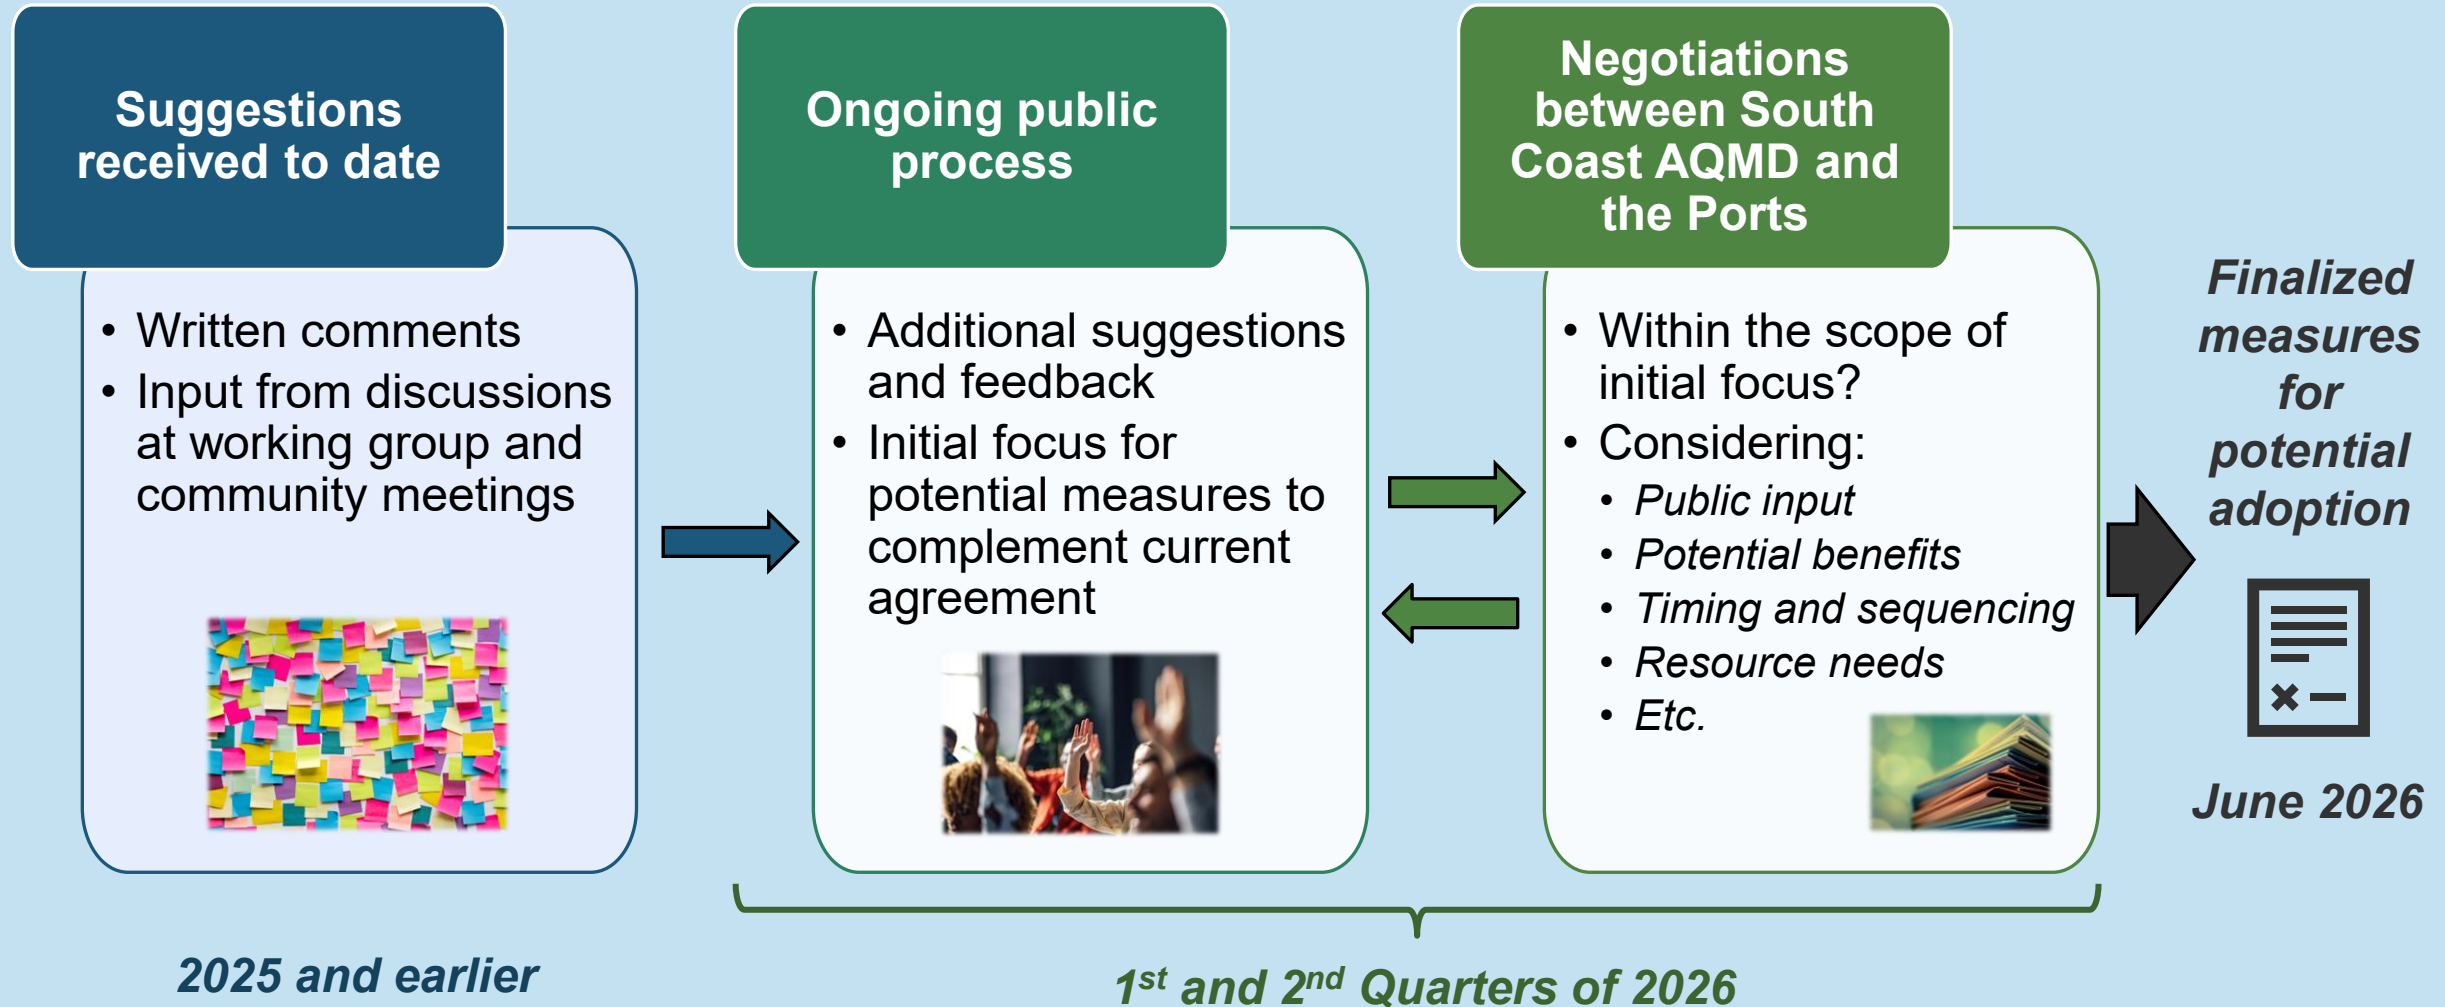 Suggestions
received to date
• Written comments
• Input from discussions
at working group and
community meetings
2025 and earlier
Ongoing public
process
• Additional suggestions
and feedback
• Initial focus for
potential measures to
complement current
agreement
Negotiations
between South
Coast AQMD and
the Ports
• Within the scope of
initial focus?
• Considering:
• Public input
• Potential benefits
• Timing and sequencing
• Resource needs
• Etc.
1st and 2nd Quarters of 2026
Finalized
measures
for
potential
adoption
June 2026